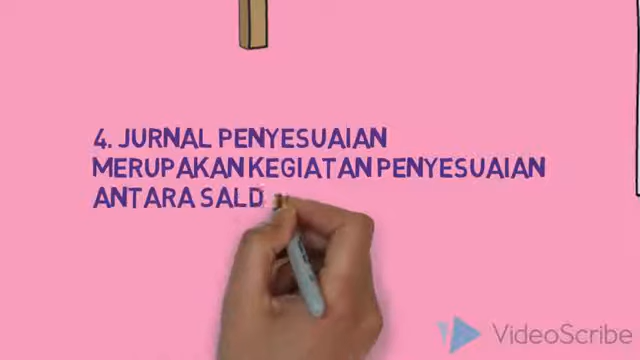 4. JURNAL PENYESUAIAN
MERUPAKAN KEGIATAN PENYESUAIAN
ANTARA SALD
VideoScribe